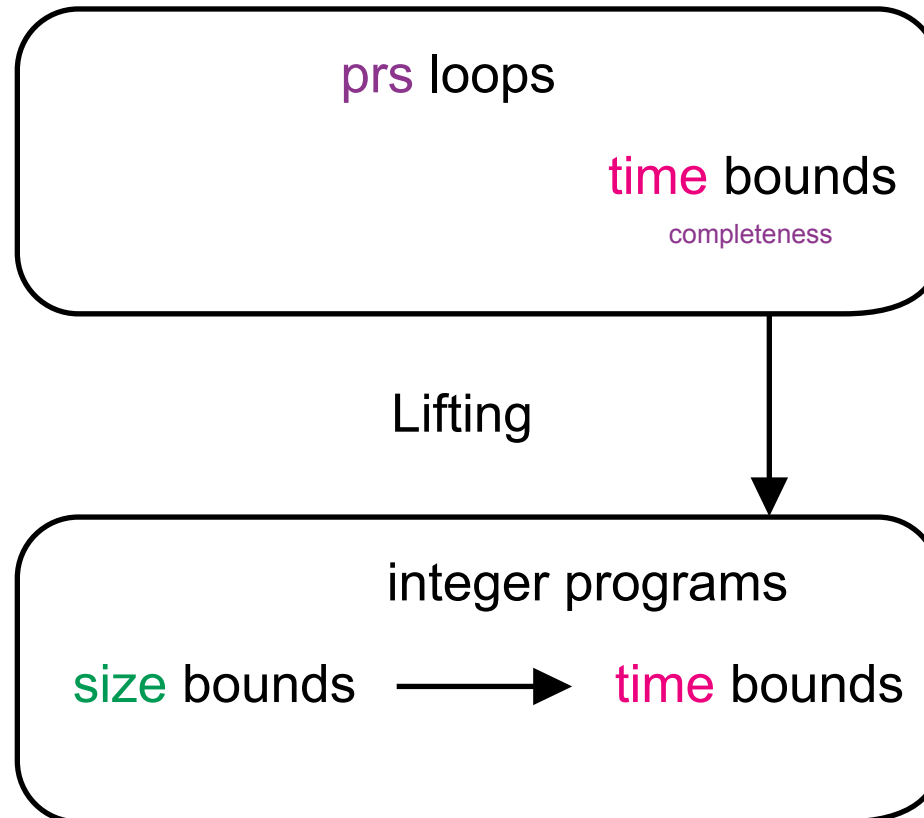 prs loops
time bounds
completeness
Lifting
integer programs
size bounds
time bounds